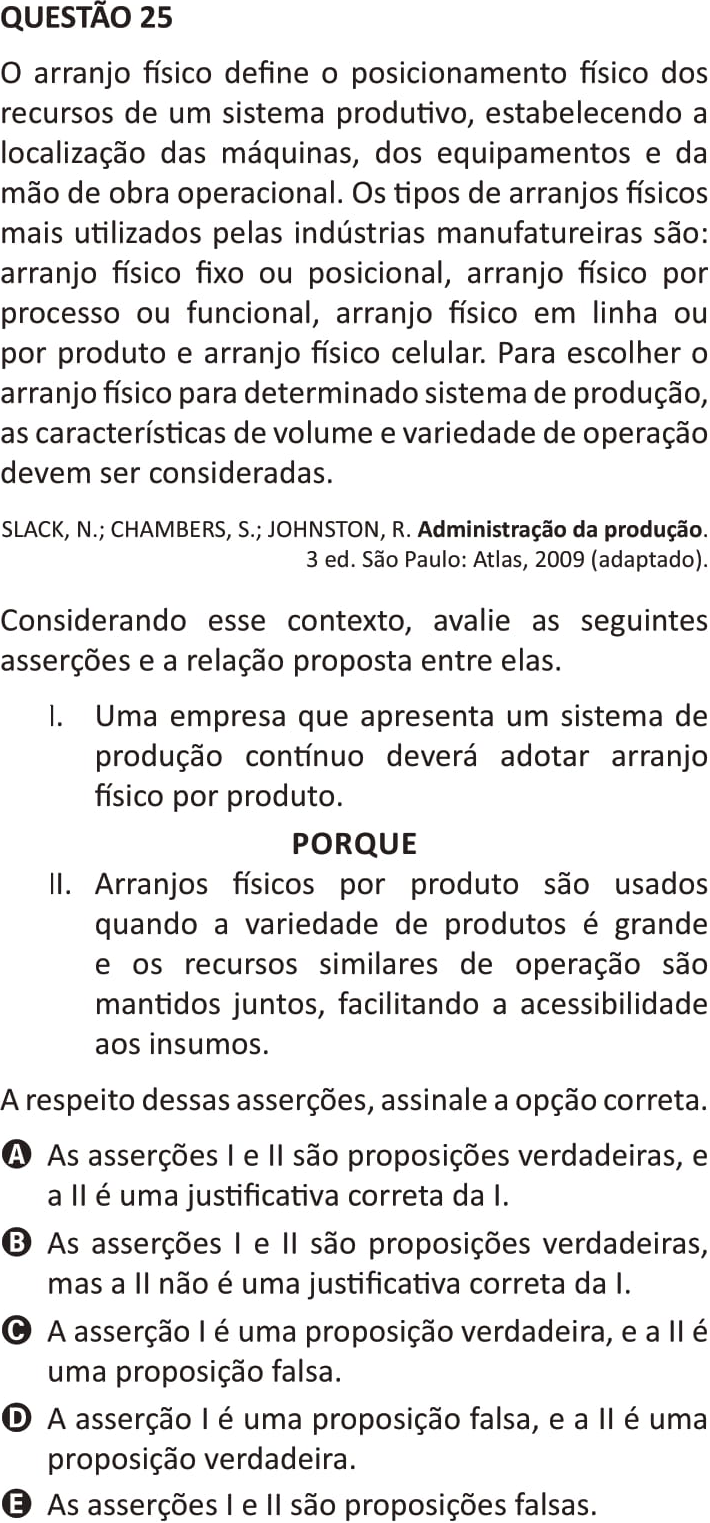 QUESTÃO 25
O arranjo físico define o posicionamento físico dos
recursos de um sistema produtivo, estabelecendo a
localização das máquinas, dos equipamentos e da
mão de obra operacional. Os tipos de arranjos físicos
mais utilizados pelas indústrias manufatureiras são:
arranjo físico fixo ou posicional, arranjo físico por
processo ou funcional, arranjo físico em linha ou
por produto e arranjo físico celular. Para escolher o
arranjo físico para determinado sistema de produção,
as características de volume e variedade de operação
devem ser consideradas.
SLACK, N.; CHAMBERS, S.; JOHNSTON, R. Administração da produção.
3 ed. São Paulo: Atlas, 2009 (adaptado).
Considerando esse contexto, avalie as seguintes
asserções e a relação proposta entre elas.
I. Uma empresa que apresenta um sistema de
produção contínuo deverá adotar arranjo
físico por produto.
PORQUE
II. Arranjos físicos por produto são usados
quando a variedade de produtos é grande
e os recursos similares de operação são
mantidos juntos, facilitando a acessibilidade
aos insumos.
A respeito dessas asserções, assinale a opção correta.
A As asserções I e II são proposições verdadeiras, e
a II é uma justificativa correta da I.
B As asserções I e II são proposições verdadeiras,
mas a II não é uma justificativa correta da I.
C A asserção I é uma proposição verdadeira, e a II é
uma proposição falsa.
D A asserção I é uma proposição falsa, e a II é uma
proposição verdadeira.
E As asserções I e II são proposições falsas.